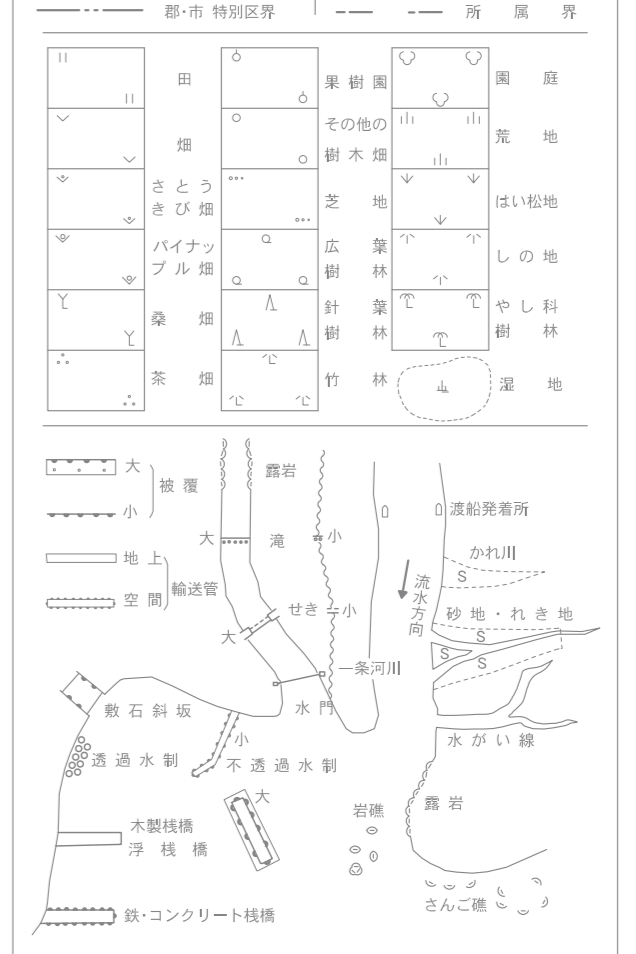 郡・市 特別区界
所属界
田
果樹園
園庭
畑
その他の
樹木畑
荒地
さとう
きび畑
芝地
はい松地
パイナッ
プル畑
広葉
樹林
しの地
桑畑
針葉
樹林
やし科
樹林
茶畑
竹林
湿地
大
小
被覆
地上
空間
輸送管
露岩
大
滝
小
せき
小
大
一条河川
水門
渡船発着所
かれ川
S
流水方向
砂地・れき地
S
S
S
水がい線
敷石斜坂
小
透過水制
不透過水制
大
木製桟橋
浮桟橋
岩礁
露岩
さんご礁
鉄・コンクリート桟橋